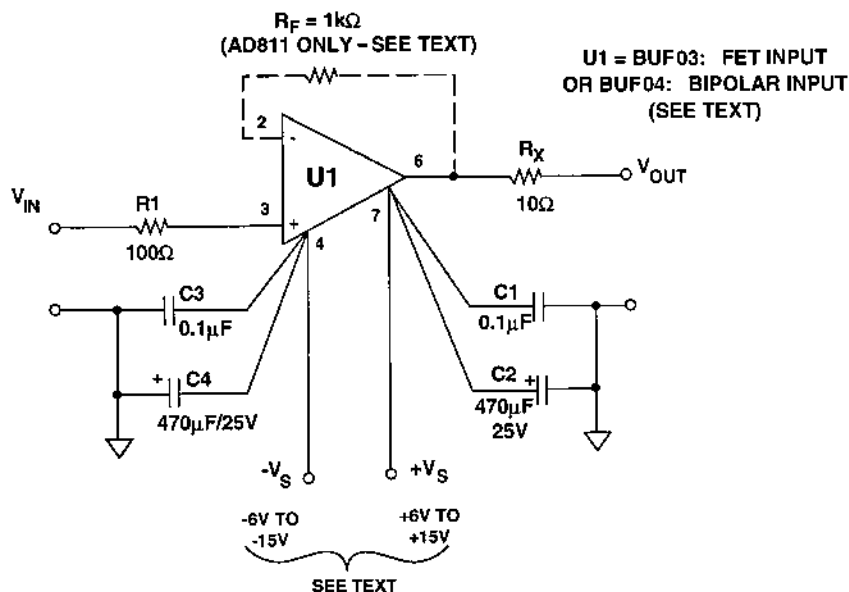 R_F = 1kΩ
(AD811 ONLY – SEE TEXT)
U1 = BUF03: FET INPUT
OR BUF04: BIPOLAR INPUT
(SEE TEXT)
2
-
U1
6
R_X
10Ω
V_OUT
V_IN
R1
100Ω
3
+
4
7
C3
0.1µF
C1
0.1µF
+
C4
470µF/25V
C2
+
470µF
25V
-V_S
+V_S
-6V TO
-15V
+6V TO
+15V
SEE TEXT